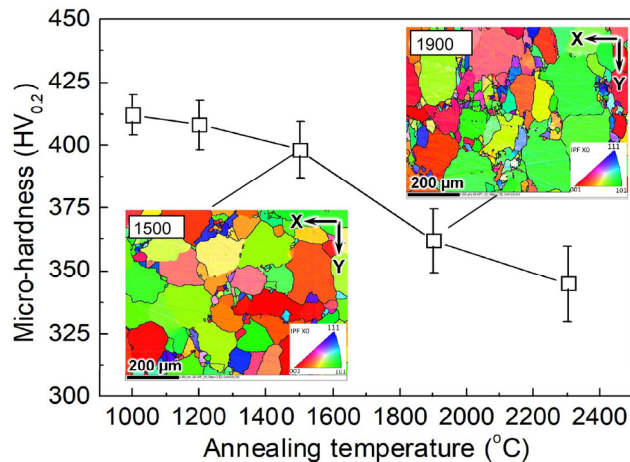 450
425
400
375
350
325
300
Micro-hardness (HV0.2)
1900
X
Y
IPF X0
111
001
101
200 μm
1500
X
Y
IPF X0
111
001
101
200 μm
1000 1200 1400 1600 1800 2000 2200 2400
Annealing temperature (°C)